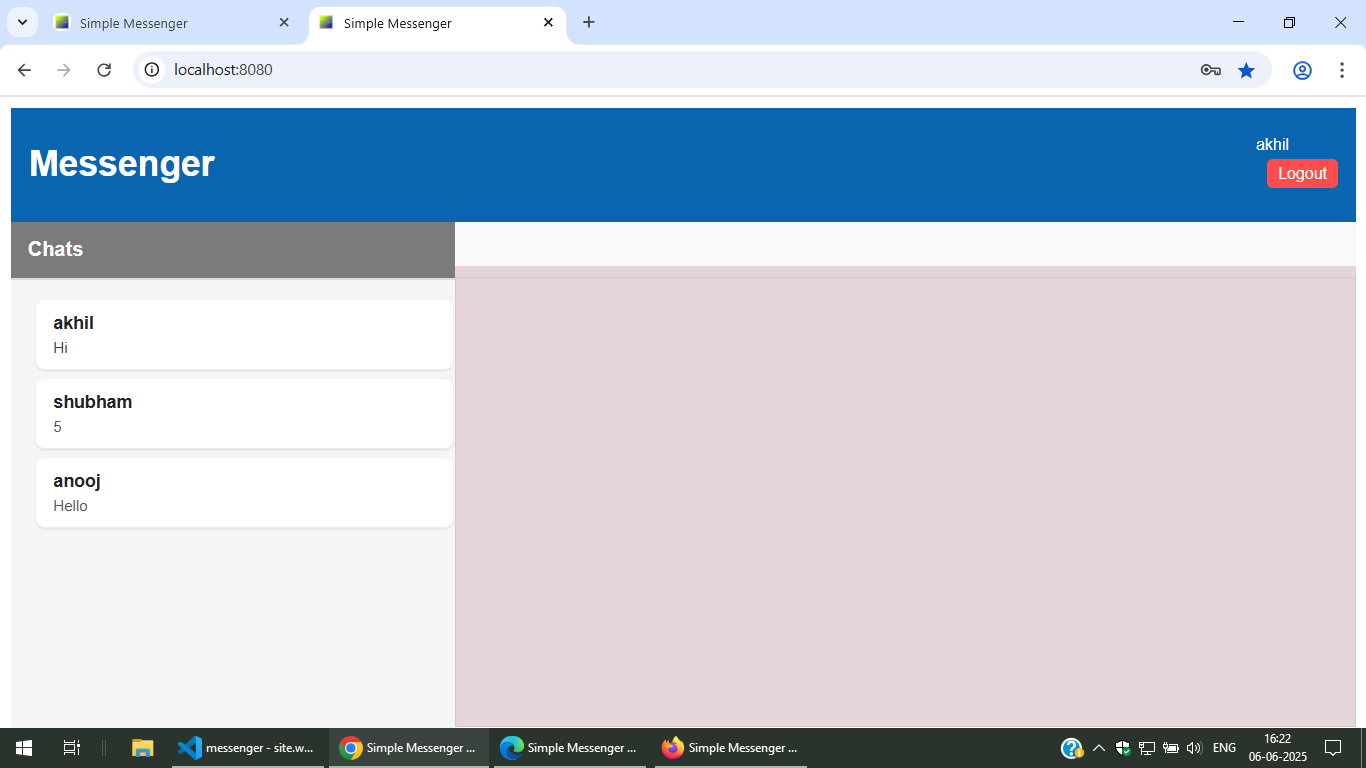 Simple Messenger
Simple Messenger
localhost:8080
Messenger
akhil
Logout
Chats
akhil
Hi
shubham
5
anooj
Hello
messenger - site.w...
Simple Messenger ...
Simple Messenger ...
Simple Messenger ...
ENG
16:22
06-06-2025